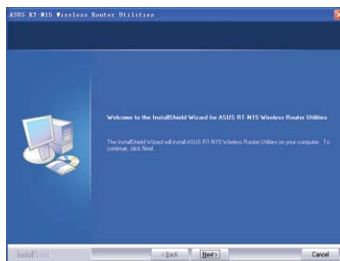 ASUS RT-N15 Wireless Router Utilities
Welcome to the InstallShield Wizard for ASUS RT-N15 Wireless Router Utilities
The InstallShield Wizard will install ASUS RT-N15 Wireless Router Utilities on your computer. To
continue, click Next.
InstallShield
< Back Next > Cancel